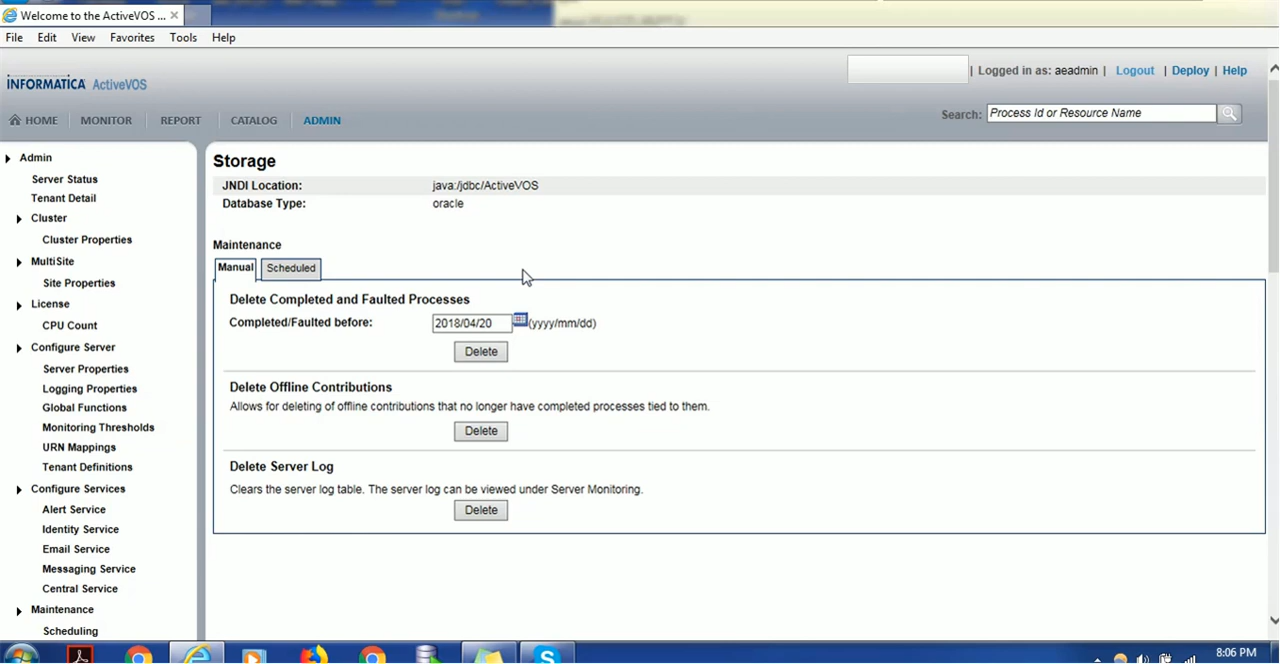 Welcome to the ActiveVOS ...
File Edit View Favorites Tools Help
| Logged in as: aeadmin | Logout | Deploy | Help
INFORMATICA ActiveVOS
HOME MONITOR REPORT CATALOG ADMIN
Search: Process Id or Resource Name
Admin
Server Status
Tenant Detail
Cluster
Cluster Properties
MultiSite
Site Properties
License
CPU Count
Configure Server
Server Properties
Logging Properties
Global Functions
Monitoring Thresholds
URN Mappings
Tenant Definitions
Configure Services
Alert Service
Identity Service
Email Service
Messaging Service
Central Service
Maintenance
Scheduling
Storage
JNDI Location: java:/jdbc/ActiveVOS
Database Type: oracle
Maintenance
Manual Scheduled
Delete Completed and Faulted Processes
Completed/Faulted before: 2018/04/20 (yyyy/mm/dd)
Delete
Delete Offline Contributions
Allows for deleting of offline contributions that no longer have completed processes tied to them.
Delete
Delete Server Log
Clears the server log table. The server log can be viewed under Server Monitoring.
Delete
8:06 PM